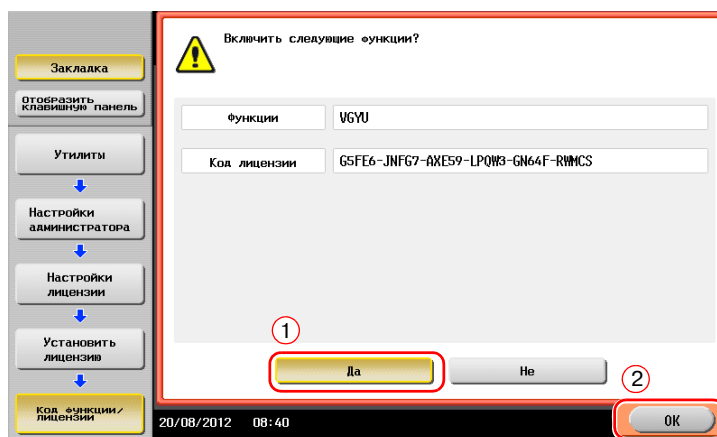 Закладка
Отобразить
клавишную панель
Утилиты
Настройки
администратора
Настройки
лицензии
Установить
лицензию
Код функции/
лицензии
Включить следующие функции?
Функции
VGYU
Код лицензии
G5FE6-JNFG7-AXE59-LPQW3-GN64F-RWMCS
1
Да
Не
2
20/08/2012 08:40
OK